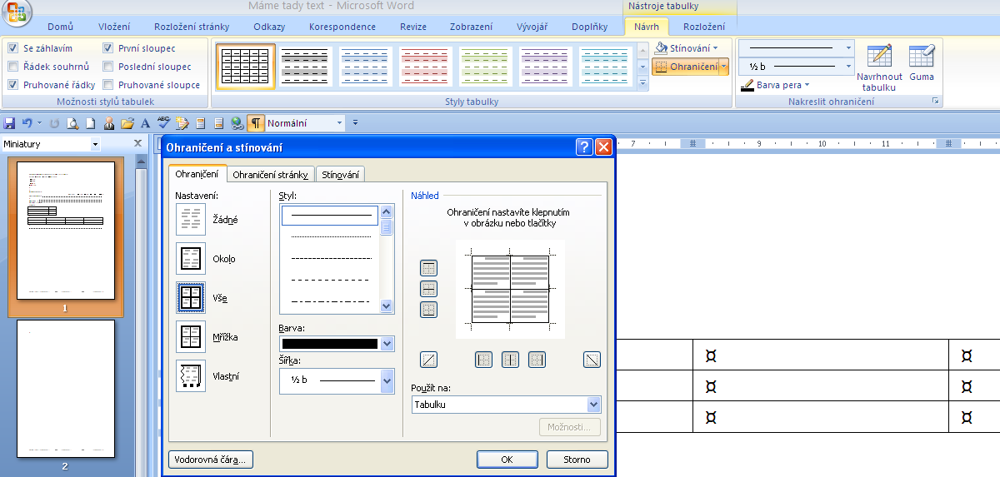 Máme tady text - Microsoft Word
Nástroje tabulky
Domů Vložení Rozložení stránky Odkazy Korespondence Revize Zobrazení Vývojář Doplňky Návrh Rozložení
Se záhlavím První sloupec
Řádek souhrnů Poslední sloupec
Pruhované řádky Pruhované sloupce
Možnosti stylů tabulek
Stínování
Ohraničení
Styly tabulky
½ b
Barva pera
Navrhnout tabulku
Guma
Nakreslit ohraničení
Normální
Miniatury
1
2
7 9 10 11
Ohraničení a stínování
Ohraničení Ohraničení stránky Stínování
Nastavení:
Žádné
Okolo
Vše
Mřížka
Vlastní
Styl:
Barva:
Šířka:
½ b
Náhled
Ohraničení nastavíte klepnutím
v obrázku nebo tlačítky
Použít na:
Tabulku
Možnosti...
Vodorovná čára...
OK
Storno
¤ ¤
¤ ¤
¤ ¤